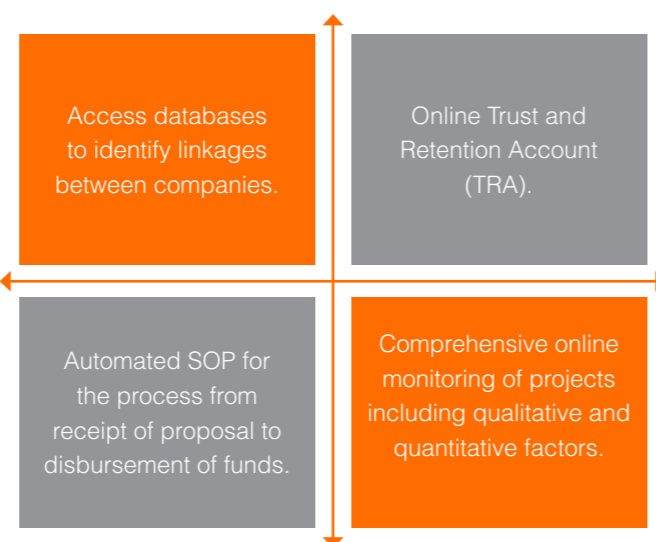 Access databases
to identify linkages
between companies.
Online Trust and
Retention Account
(TRA).
Automated SOP for
the process from
receipt of proposal to
disbursement of funds.
Comprehensive online
monitoring of projects
including qualitative and
quantitative factors.